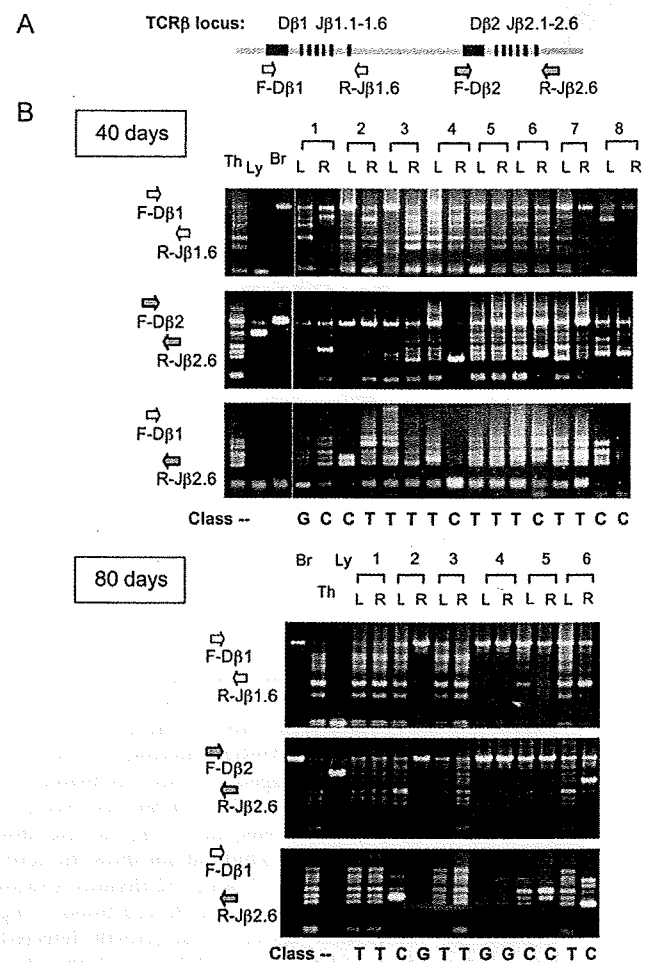 A
TCRβ locus: Dβ1 Jβ1.1-1.6 Dβ2 Jβ2.1-2.6
F-Dβ1 R-Jβ1.6 F-Dβ2 R-Jβ2.6
B
40 days
1 2 3 4 5 6 7 8
Th Ly Br L R L R L R L R L R L R L R L R
F-Dβ1
R-Jβ1.6
F-Dβ2
R-Jβ2.6
F-Dβ1
R-Jβ2.6
Class -- G C C T T T T C T T T C T T C C
80 days
Br Ly 1 2 3 4 5 6
Th L R L R L R L R L R L R
F-Dβ1
R-Jβ1.6
F-Dβ2
R-Jβ2.6
F-Dβ1
R-Jβ2.6
Class -- T T C G T T G G C C T C